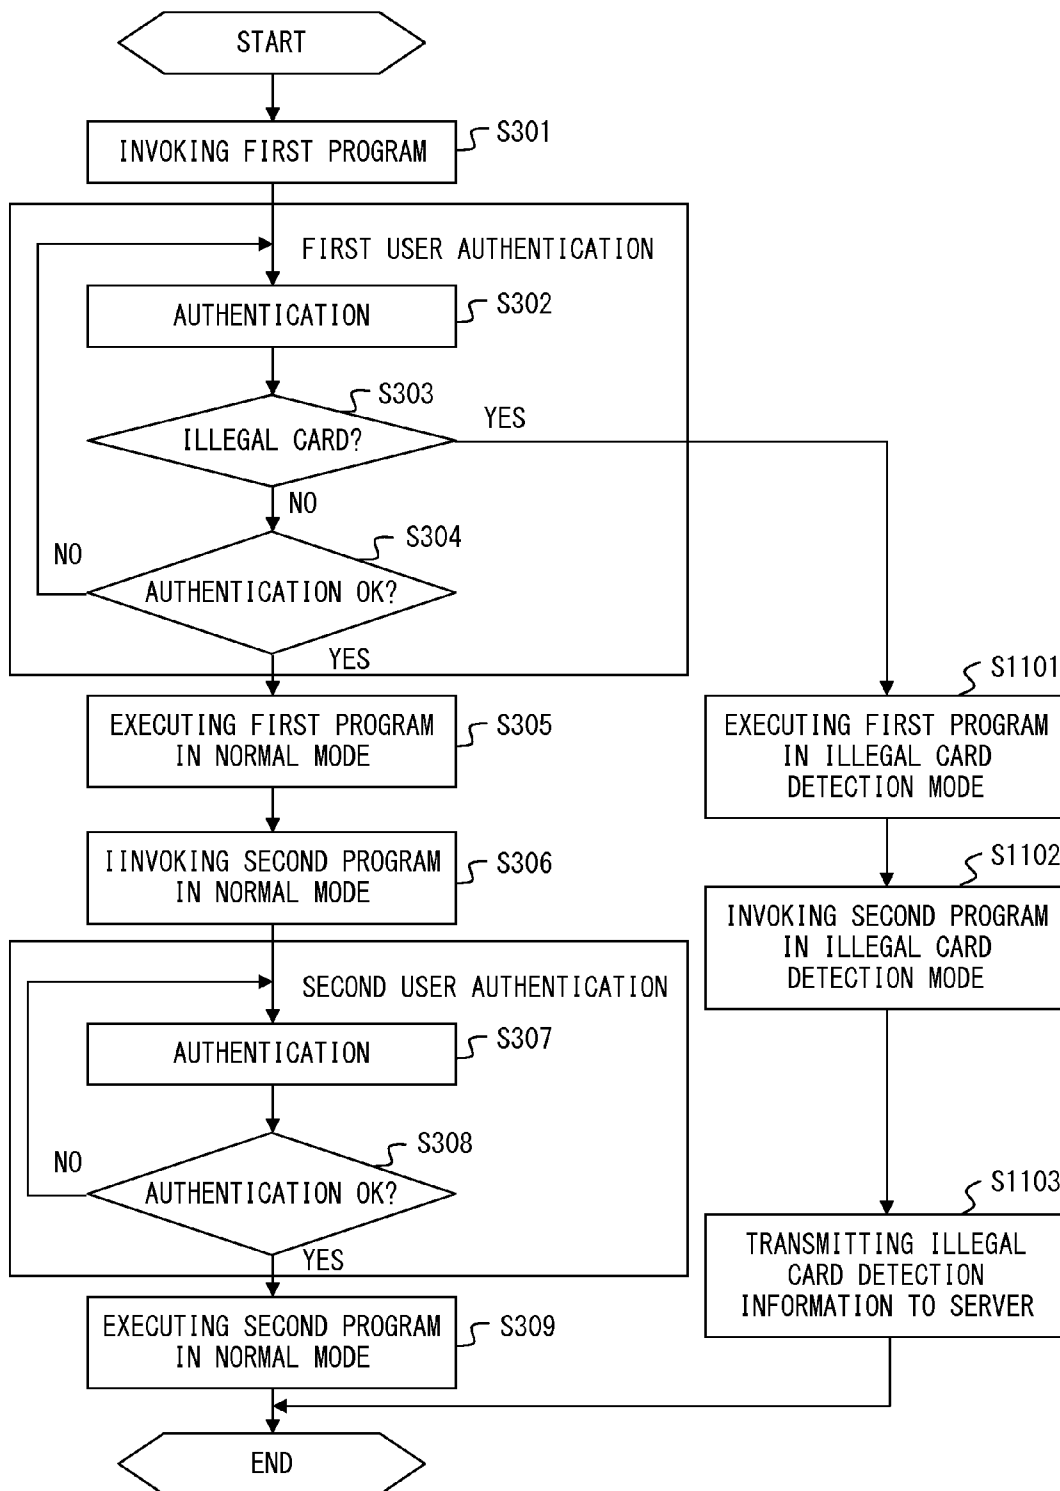 START
INVOKING FIRST PROGRAM
S301
FIRST USER AUTHENTICATION
AUTHENTICATION
S302
S303
ILLEGAL CARD?
YES
NO
S304
NO
AUTHENTICATION OK?
YES
EXECUTING FIRST PROGRAM
IN NORMAL MODE
S305
IINVOKING SECOND PROGRAM
IN NORMAL MODE
S306
SECOND USER AUTHENTICATION
AUTHENTICATION
S307
S308
NO
AUTHENTICATION OK?
YES
EXECUTING SECOND PROGRAM
IN NORMAL MODE
S309
S1101
EXECUTING FIRST PROGRAM
IN ILLEGAL CARD
DETECTION MODE
S1102
INVOKING SECOND PROGRAM
IN ILLEGAL CARD
DETECTION MODE
S1103
TRANSMITTING ILLEGAL
CARD DETECTION
INFORMATION TO SERVER
END